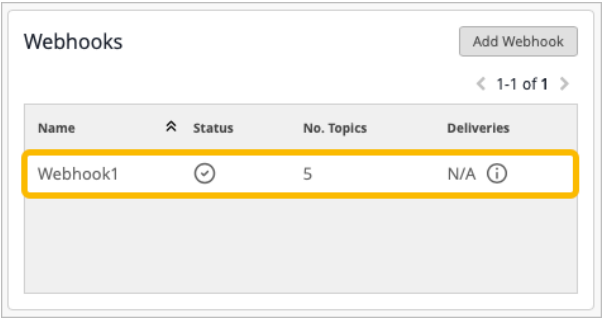 Webhooks
Add Webhook
1-1 of 1
Name Status No. Topics Deliveries
Webhook1 5 N/A